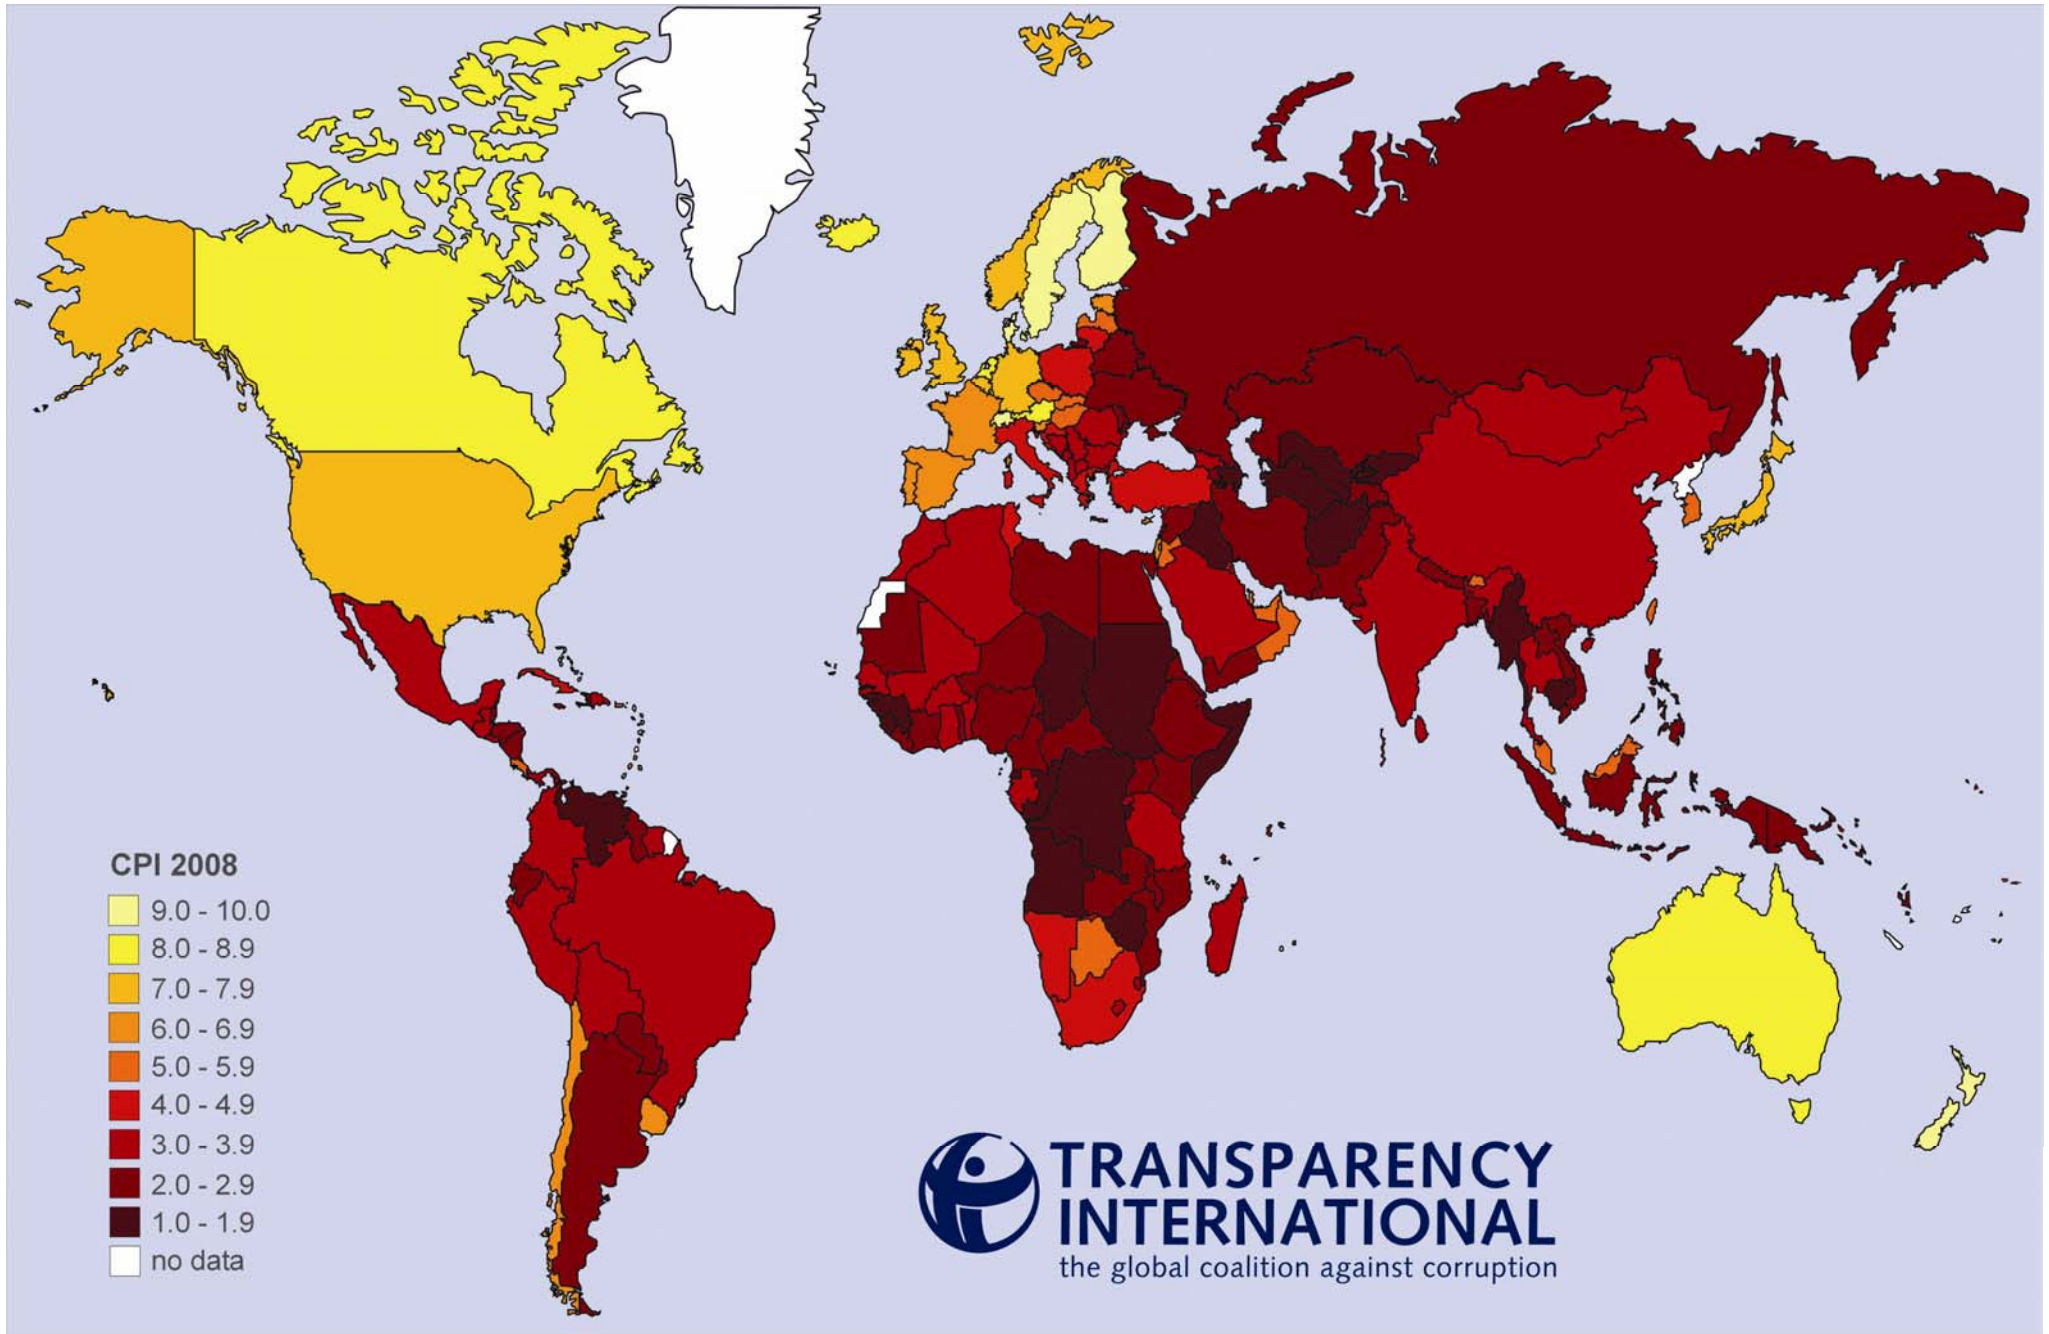 CPI 2008
9.0 - 10.0
8.0 - 8.9
7.0 - 7.9
6.0 - 6.9
5.0 - 5.9
4.0 - 4.9
3.0 - 3.9
2.0 - 2.9
1.0 - 1.9
no data
TRANSPARENCY
INTERNATIONAL
the global coalition against corruption